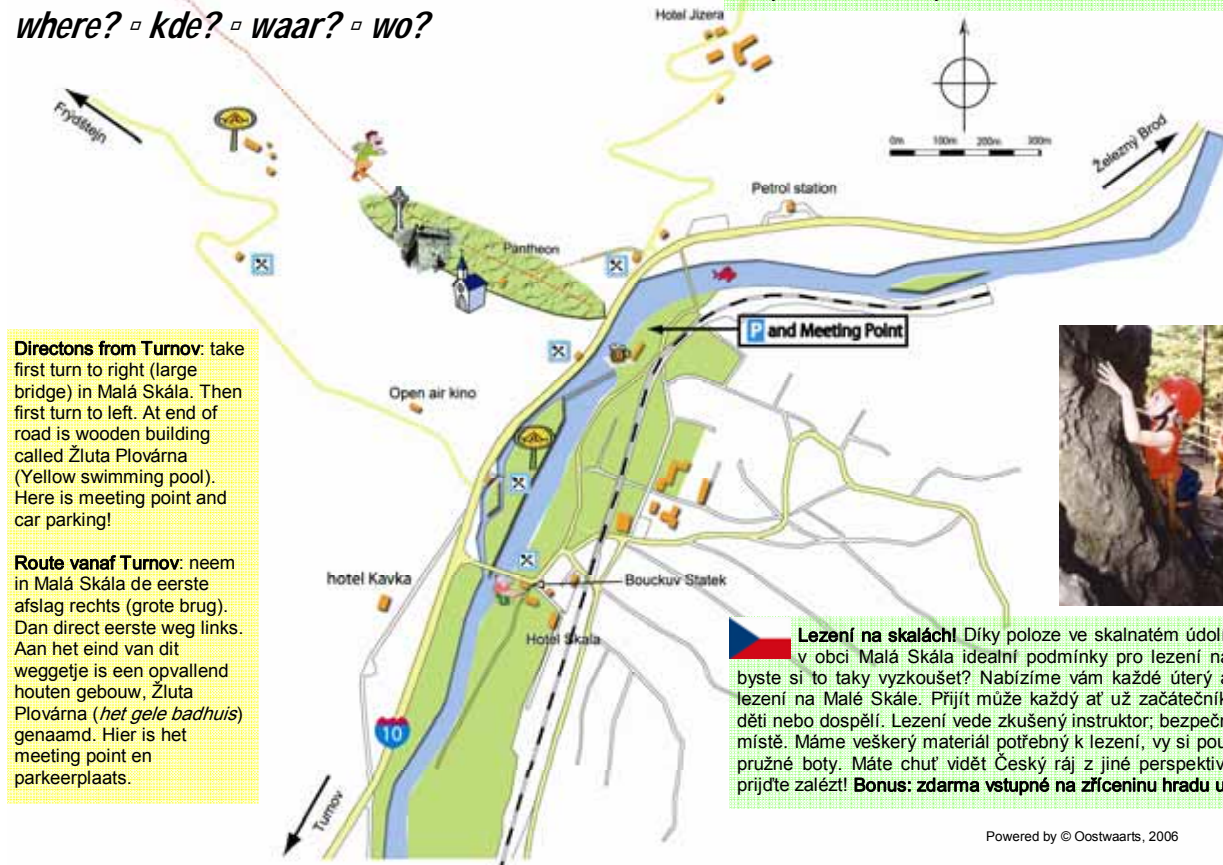 where? ▫ kde? ▫ waar? ▫ wo?
Hotel Jizera
Frýdštejn
0m 100m 200m 300m
Železný Brod
Petrol station
Pantheon
P and Meeting Point
Open air kino
hotel Kavka
Bouckuv Statek
Hotel Skala
10
Turnov
Directons from Turnov: take
first turn to right (large
bridge) in Malá Skála. Then
first turn to left. At end of
road is wooden building
called Žluta Plovárna
(Yellow swimming pool).
Here is meeting point and
car parking!
Route vanaf Turnov: neem
in Malá Skála de eerste
afslag rechts (grote brug).
Dan direct eerste weg links.
Aan het eind van dit
weggetje is een opvallend
houten gebouw, Žluta
Plovárna (het gele badhuis)
genaamd. Hier is het
meeting point en
parkeerplaats.
Lezení na skalách! Díky poloze ve skalnatém údol
v obci Malá Skála idealní podmínky pro lezení na
byste si to taky vyzkoušet? Nabízíme vám každé úterý a
lezení na Malé Skále. Přijít může každý ať už začátečník
děti nebo dospělí. Lezení vede zkušený instruktor; bezpečn
místě. Máme veškerý materiál potřebný k lezení, vy si pou
pružné boty. Máte chuť vidět Český ráj z jiné perspektiv
prijďte zalézt! Bonus: zdarma vstupné na zříceninu hradu u
Powered by © Oostwaarts, 2006